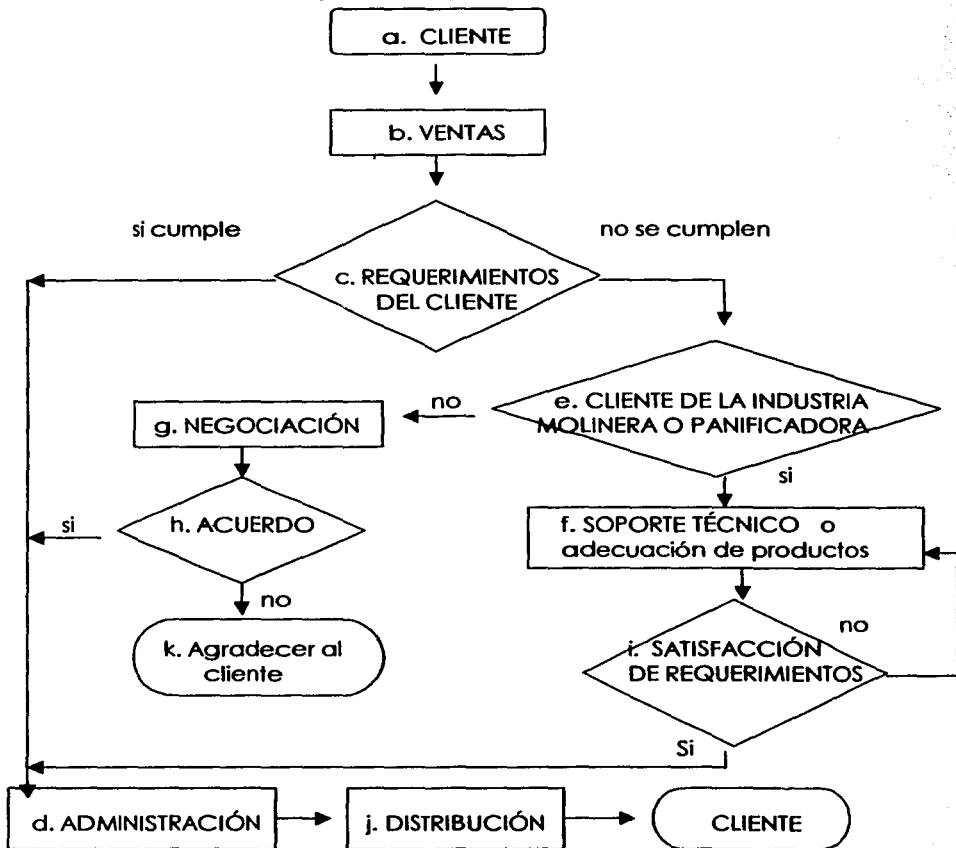 a. CLIENTE
b. VENTAS
si cumple
no se cumplen
c. REQUERIMIENTOS
DEL CLIENTE
e. CLIENTE DE LA INDUSTRIA
MOLINERA O PANIFICADORA
no
g. NEGOCIACIÓN
si
f. SOPORTE TÉCNICO o
adecuación de productos
si
h. ACUERDO
no
k. Agradecer al
cliente
no
i. SATISFACCIÓN
DE REQUERIMIENTOS
Si
d. ADMINISTRACIÓN
j. DISTRIBUCIÓN
CLIENTE